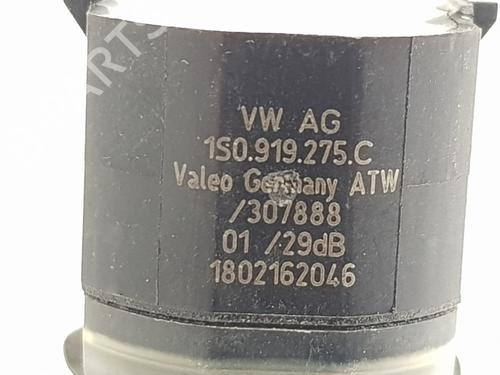 VW AG
1S0.919.275.C
Valeo Germany ATW
/307888
01 /29dB
1802162046